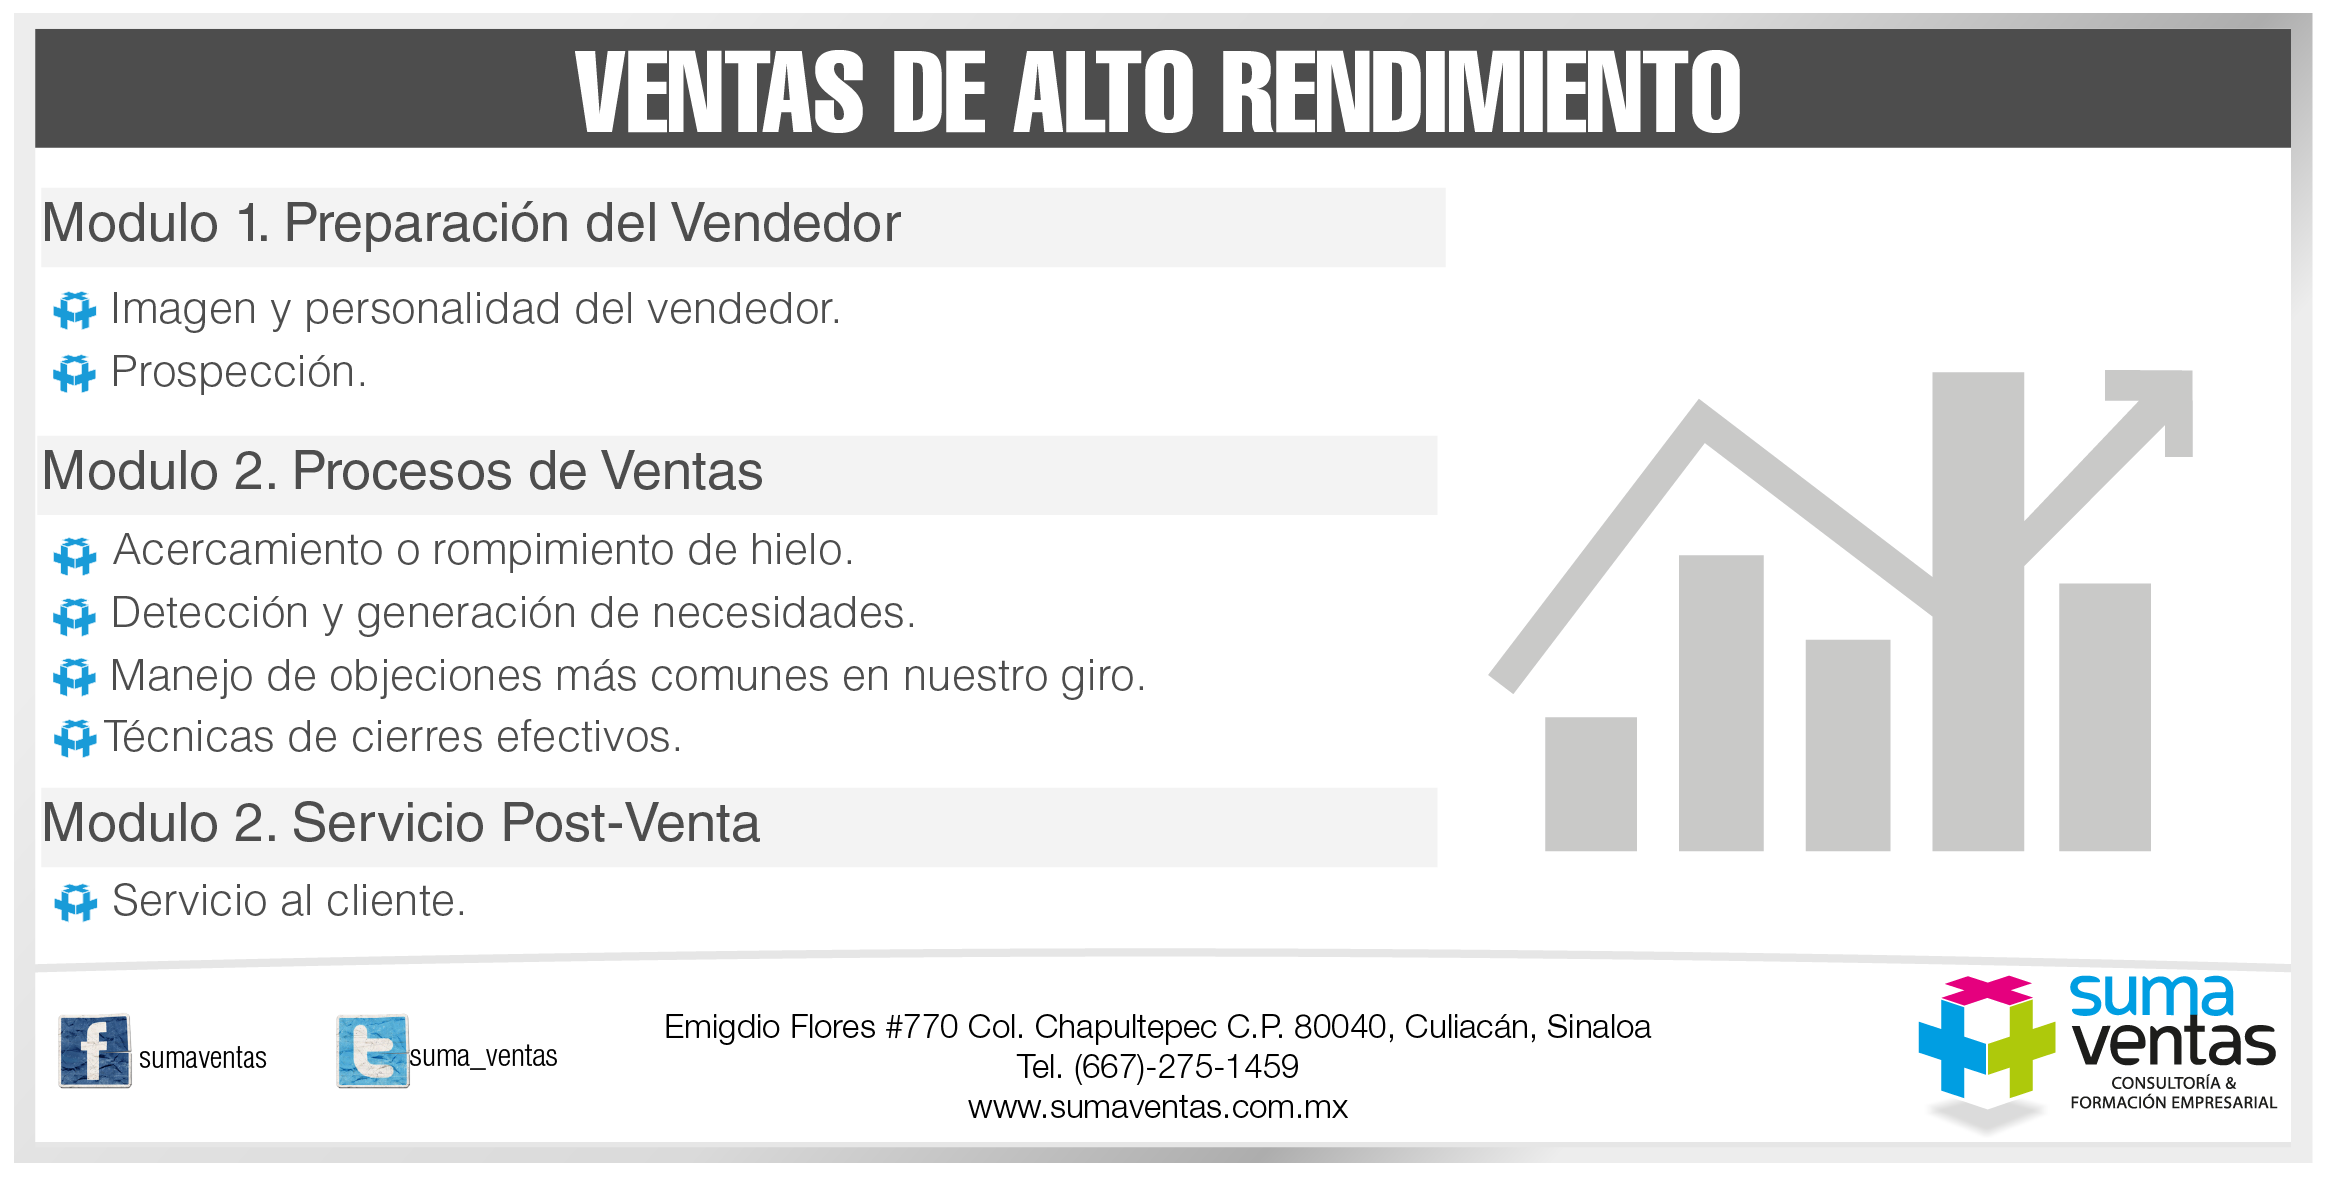 VENTAS DE ALTO RENDIMIENTO
Modulo 1. Preparación del Vendedor
Imagen y personalidad del vendedor.
Prospección.
Modulo 2. Procesos de Ventas
Acercamiento o rompimiento de hielo.
Detección y generación de necesidades.
Manejo de objeciones más comunes en nuestro giro.
Técnicas de cierres efectivos.
Modulo 2. Servicio Post-Venta
Servicio al cliente.
f sumaventas
t suma_ventas
Emigdio Flores #770 Col. Chapultepec C.P. 80040, Culiacán, Sinaloa
Tel. (667)-275-1459
www.sumaventas.com.mx
suma
ventas
CONSULTORÍA &
FORMACIÓN EMPRESARIAL